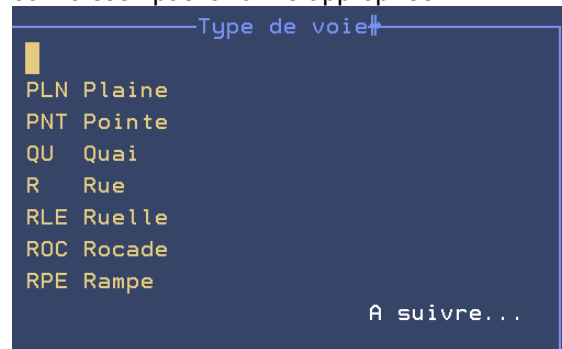 Type de voie
PLN Plaine
PNT Pointe
QU Quai
R Rue
RLE Ruelle
ROC Rocade
RPE Rampe
A suivre...